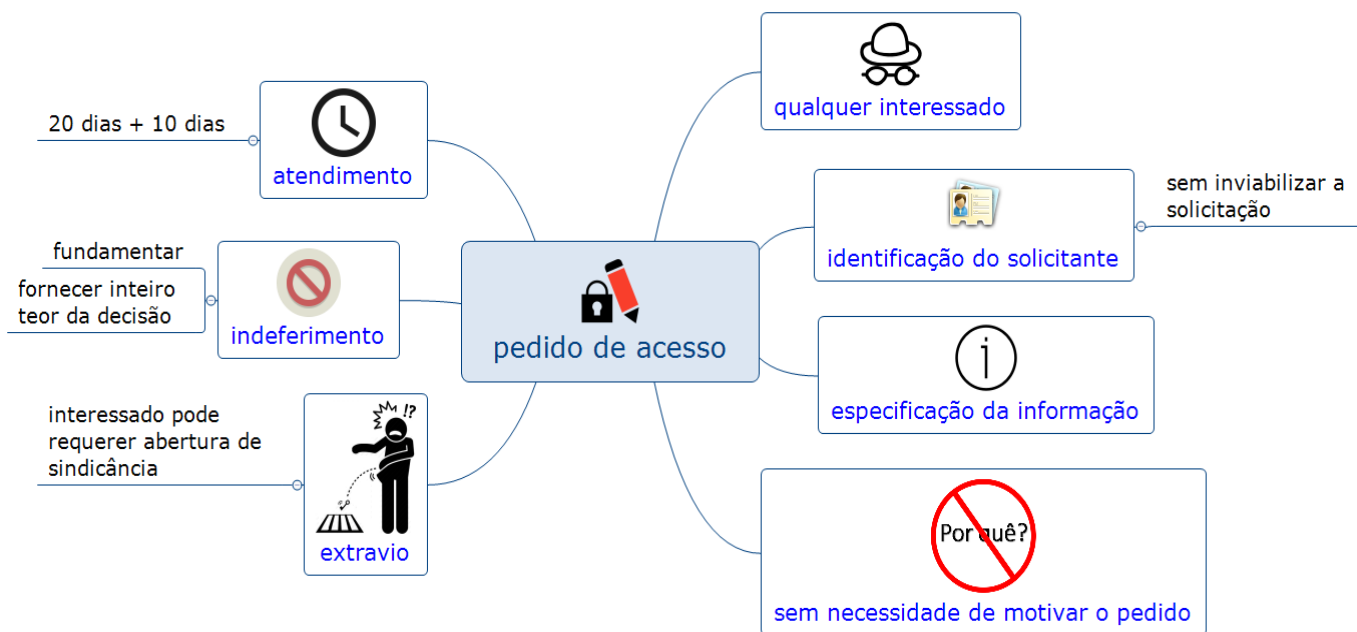 pedido de acesso
qualquer interessado
identificação do solicitante
sem inviabilizar a
solicitação
especificação da informação
Por quê?
sem necessidade de motivar o pedido
atendimento
20 dias + 10 dias
indeferimento
fundamentar
fornecer inteiro
teor da decisão
!?
extravio
interessado pode
requerer abertura de
sindicância